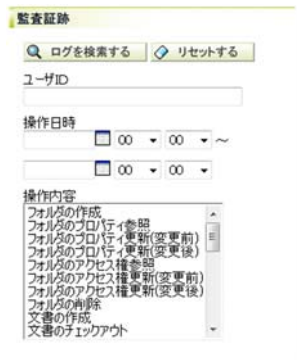 監査証跡
ログを検索する リセットする
ユーザID
操作日時
00 00 ～
00 00
操作内容
フォルダの作成
フォルダのプロパティ参照
フォルダのプロパティ更新(変更前)
フォルダのプロパティ更新(変更後)
フォルダのアクセス権参照
フォルダのアクセス権更新(変更前)
フォルダのアクセス権更新(変更後)
フォルダの削除
文書の作成
文書のチェックアウト